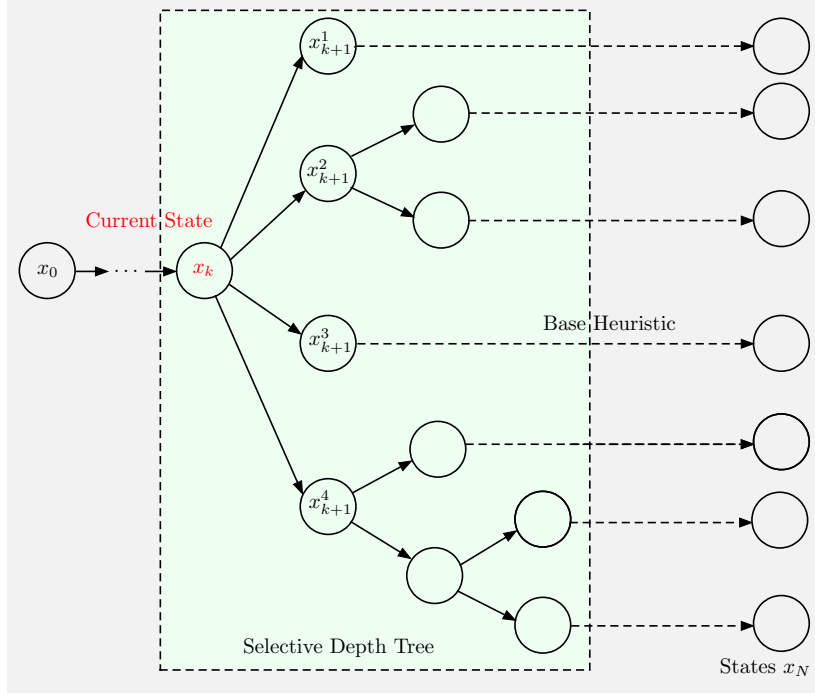 $x_{k+1}^1$
$x_{k+1}^2$
Current State
$x_0$
· · ·
$x_k$
Base Heuristic
$x_{k+1}^3$
$x_{k+1}^4$
Selective Depth Tree
States $x_N$